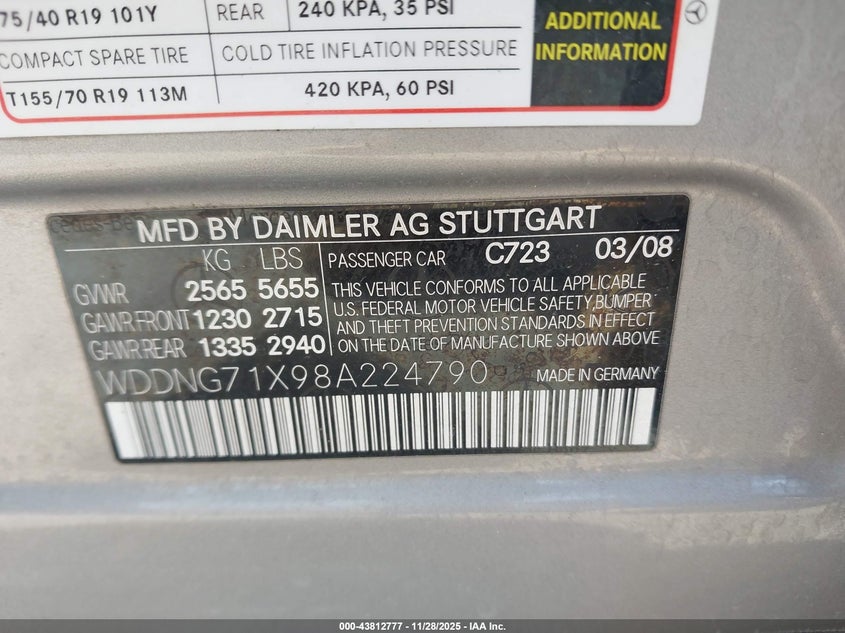 75/40 R19 101Y REAR 240 KPA, 35 PSI
COMPACT SPARE TIRE COLD TIRE INFLATION PRESSURE
T155/70 R19 113M 420 KPA, 60 PSI
ADDITIONAL
INFORMATION
MFD BY DAIMLER AG STUTTGART
KG LBS PASSENGER CAR C723 03/08
GVWR 2565 5655
GAWR FRONT 1230 2715
GAWR REAR 1335 2940
THIS VEHICLE CONFORMS TO ALL APPLICABLE
U.S. FEDERAL MOTOR VEHICLE SAFETY,BUMPER
AND THEFT PREVENTION STANDARDS IN EFFECT
ON THE DATE OF MANUFACTURE SHOWN ABOVE
WDDNG71X98A224790 MADE IN GERMANY
000-43812777 - 11/28/2025 - IAA Inc.